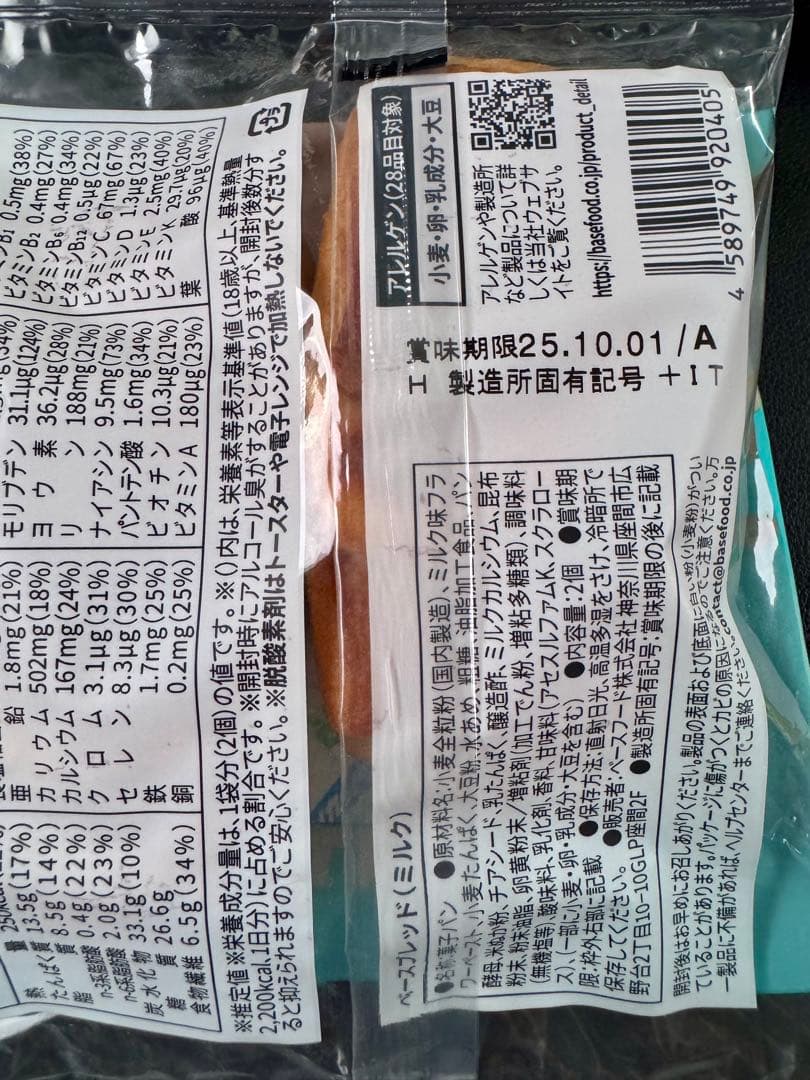 熱量 250kcal
たんぱく質 13.5g(17%)
脂質 8.5g(14%)
n-3系脂肪酸 0.4g(22%)
n-6系脂肪酸 2.0g(23%)
炭水化物 33.1g(10%)
糖質 26.6g
食物繊維 6.5g(34%)
亜鉛 1.8mg(21%)
カリウム 502mg(18%)
カルシウム 167mg(24%)
クロム 3.1μg(31%)
セレン 8.3μg(30%)
鉄 1.7mg(25%)
銅 0.2mg(25%)
モリブデン 31.1μg(124%)
ヨウ素 36.2μg(28%)
リン 188mg(21%)
ナイアシン 9.5mg(73%)
パントテン酸 1.6mg(34%)
ビオチン 10.3μg(21%)
ビタミンA 180μg(23%)
0.5mg(38%)
ビタミンB2 0.4mg(27%)
ビタミンB6 0.4mg(34%)
ビタミンB12 0.5μg(22%)
ビタミンC 67mg(67%)
ビタミンD 1.3μg(23%)
ビタミンE 2.5mg(40%)
ビタミンK 29.7μg(20%)
葉酸 96μg(40%)
※推定値 ※栄養成分量は、1袋分(2個)の値です。※()内は、栄養素等表示基準値(18歳以上、基準熱量
2,200kcal、1日分)に占める割合です。※開封時にアルコール臭がすることがありますが、開封後数分す
ると抑えられますのでご安心ください。※脱酸素剤はトースターや電子レンジで加熱しないでください。
プラ
ベースブレッド(ミルク)
●名称:菓子パン ●原材料名:小麦全粒粉(国内製造)、ミルク味フラ
ワーペースト、小麦たんぱく、大豆粉、水あめ、粗糖、油脂加工食品、パン
酵母、米ぬか粉、チアシード、乳たんぱく、醸造酢、ミルクカルシウム、昆布
粉末、粉末油脂、卵黄粉末/増粘剤(加工でん粉、増粘多糖類)、調味料
(無機塩等)、酸味料、乳化剤、香料、甘味料(アセスルファムK、スクラロー
ス)、(一部に小麦・卵・乳成分・大豆を含む) ●内容量:2個 ●賞味期
限:枠外右部に記載 ●保存方法:直射日光、高温多湿をさけ、冷暗所で
保存してください。 ●販売者:ベースフード株式会社 神奈川県座間市広
野台2丁目10-10GLP座間2F ●製造所固有記号:賞味期限の後に記載
開封後はお早めにお召しあがりください。製品の表面および底面に白い粉(小麦粉)がつい
ていることがあります。パッケージに傷がつくとカビの原因になるのでご注意ください。万
一製品に不備があれば、ヘルプセンターまでご連絡ください。contact@basefood.co.jp
賞味期限25.10.01/A
エ 製造所固有記号 +IT
アレルゲン(28品目対象)
小麦・卵・乳成分・大豆
アレルゲンや製造所
など製品について詳
しくは当社ウェブサ
イトをご覧ください。
https://basefood.co.jp/product_detail
4 589749 920405